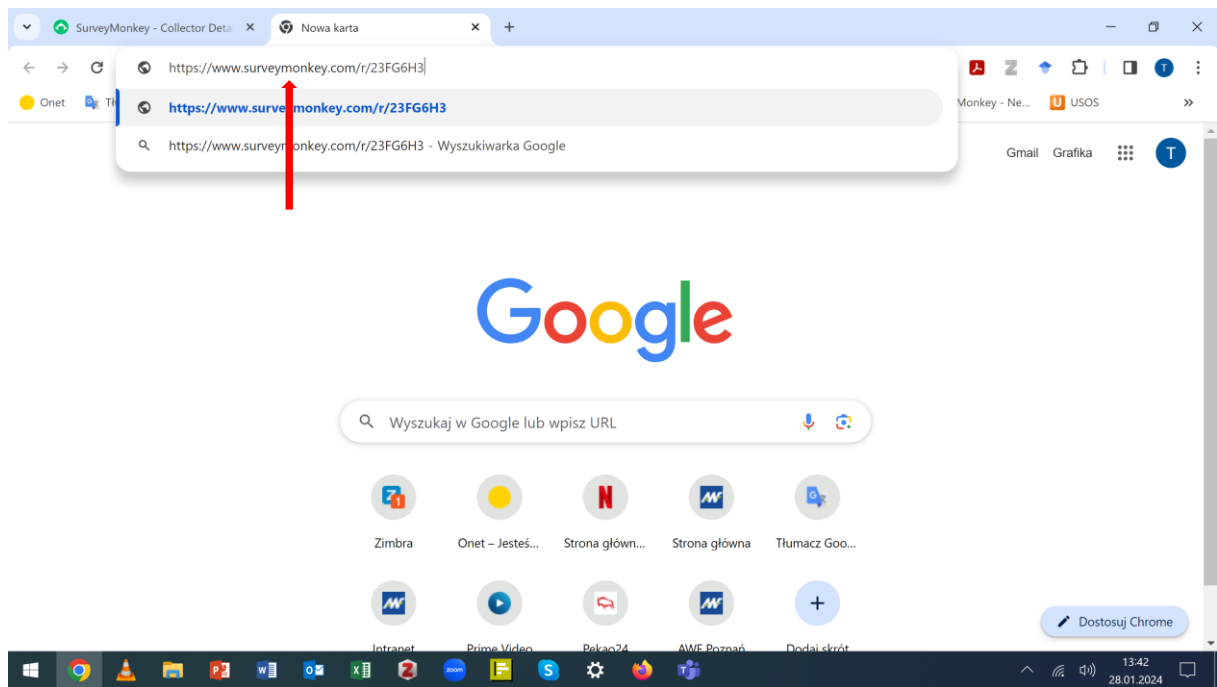 SurveyMonkey - Collector Deta
Nowa karta
https://www.surveymonkey.com/r/23FG6H3
Onet
Monkey - Ne...
USOS
https://www.surveymonkey.com/r/23FG6H3
https://www.surveymonkey.com/r/23FG6H3 - Wyszukiwarka Google
Gmail Grafika T
Google
Wyszukaj w Google lub wpisz URL
Zimbra Onet – Jesteś... Strona główn... Strona główna Tłumacz Goo...
Intranet Prime Video Pekao24 AWF Poznań Dodaj skrót
Dostosuj Chrome
13:42
28.01.2024